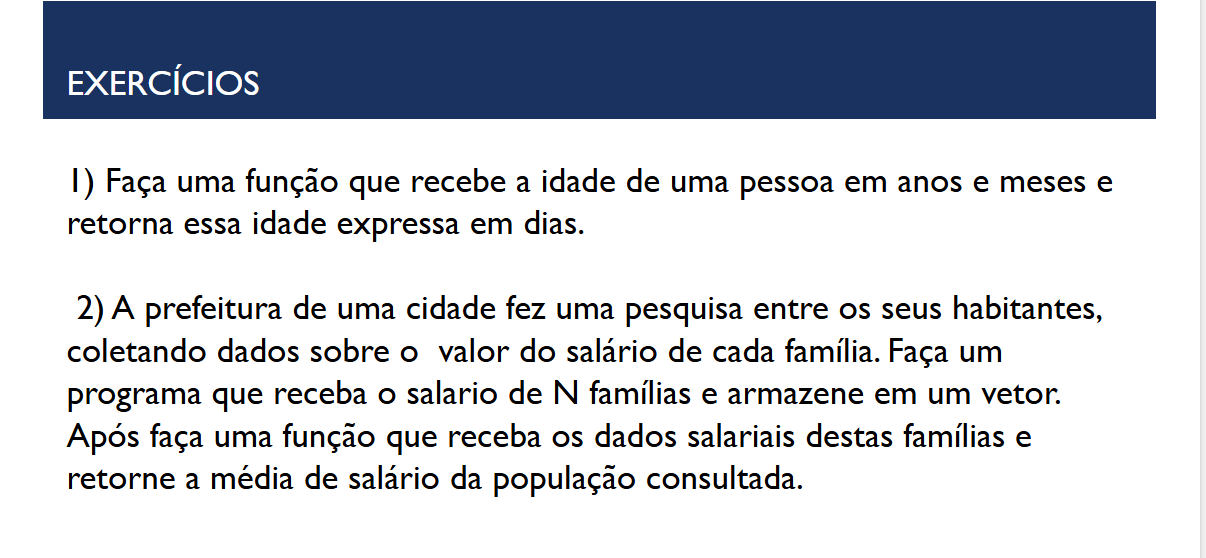 EXERCÍCIOS
1) Faça uma função que recebe a idade de uma pessoa em anos e meses e
retorna essa idade expressa em dias.
2) A prefeitura de uma cidade fez uma pesquisa entre os seus habitantes,
coletando dados sobre o  valor do salário de cada família. Faça um
programa que receba o salario de N famílias e armazene em um vetor.
Após faça uma função que receba os dados salariais destas famílias e
retorne a média de salário da população consultada.